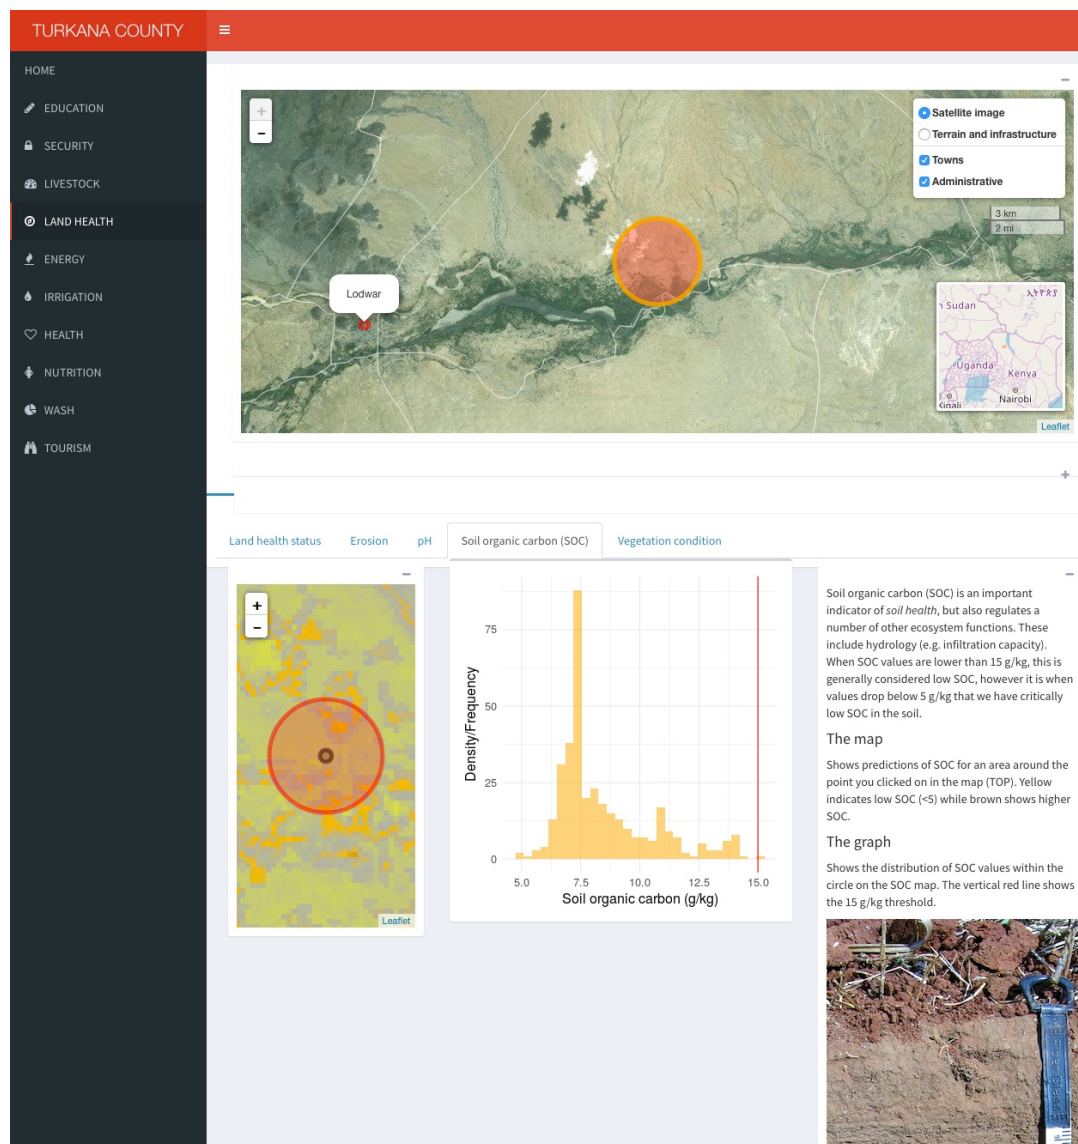 TURKANA COUNTY
HOME
EDUCATION
SECURITY
LIVESTOCK
LAND HEALTH
ENERGY
IRRIGATION
HEALTH
NUTRITION
WASH
TOURISM
+
−
Satellite image
Terrain and infrastructure
Towns
Administrative
3 km
2 mi
Lodwar
Sudan
Uganda
Kenya
Nairobi
Kigali
Leaflet
Land health status
Erosion
pH
Soil organic carbon (SOC)
Vegetation condition
+
−
Leaflet
Density/Frequency
75
50
25
0
5.0 7.5 10.0 12.5 15.0
Soil organic carbon (g/kg)
Soil organic carbon (SOC) is an important
indicator of soil health, but also regulates a
number of other ecosystem functions. These
include hydrology (e.g. infiltration capacity).
When SOC values are lower than 15 g/kg, this is
generally considered low SOC, however it is when
values drop below 5 g/kg that we have critically
low SOC in the soil.
The map
Shows predictions of SOC for an area around the
point you clicked on in the map (TOP). Yellow
indicates low SOC (<5) while brown shows higher
SOC.
The graph
Shows the distribution of SOC values within the
circle on the SOC map. The vertical red line shows
the 15 g/kg threshold.